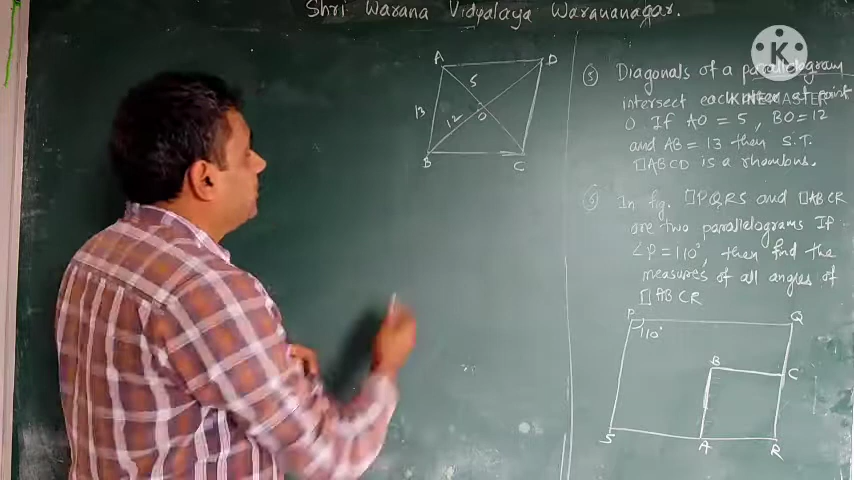 Shri Warana Vidyalaya Warananagar.
A
D
5
13
12
O
B
C
⑤ Diagonals of a parallelogram
intersect each other at point
O. If AO = 5, BO = 12
and AB = 13 then S.T.
□ABCD is a rhombus.
In fig. □PQRS and □ABCR
are two parallelograms If
∠P = 110°, then find the
measures of all angles of
□ABCR
P
Q
110°
B
C
S
A
R
K
KINEMASTER